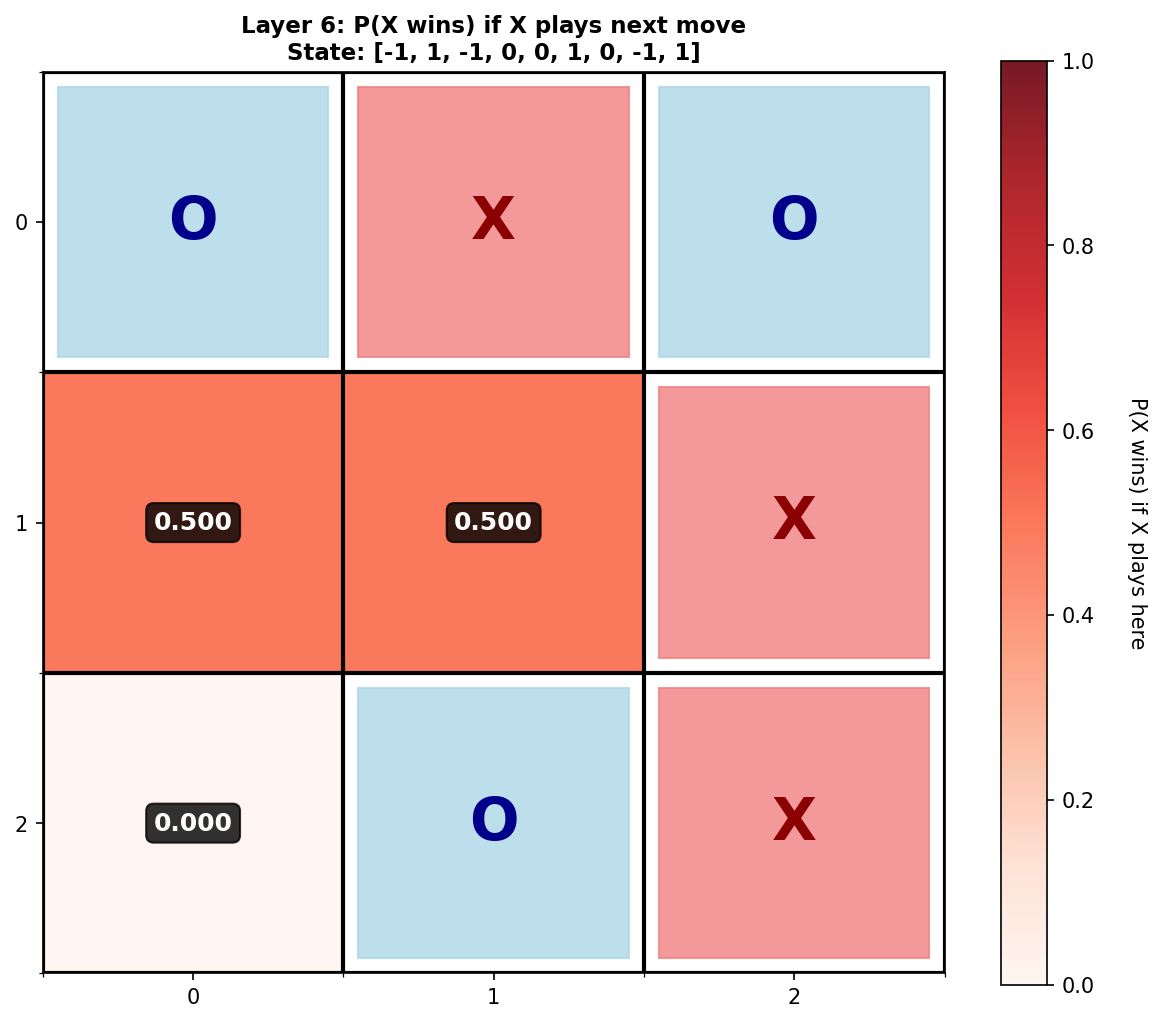 Layer 6: P(X wins) if X plays next move
State: [-1, 1, -1, 0, 0, 1, 0, -1, 1]
1.0
0
O
X
O
0.8
0.6
1
0.500
0.500
X
P(X wins) if X plays here
0.4
2
0.000
O
X
0.2
0.0
0
1
2